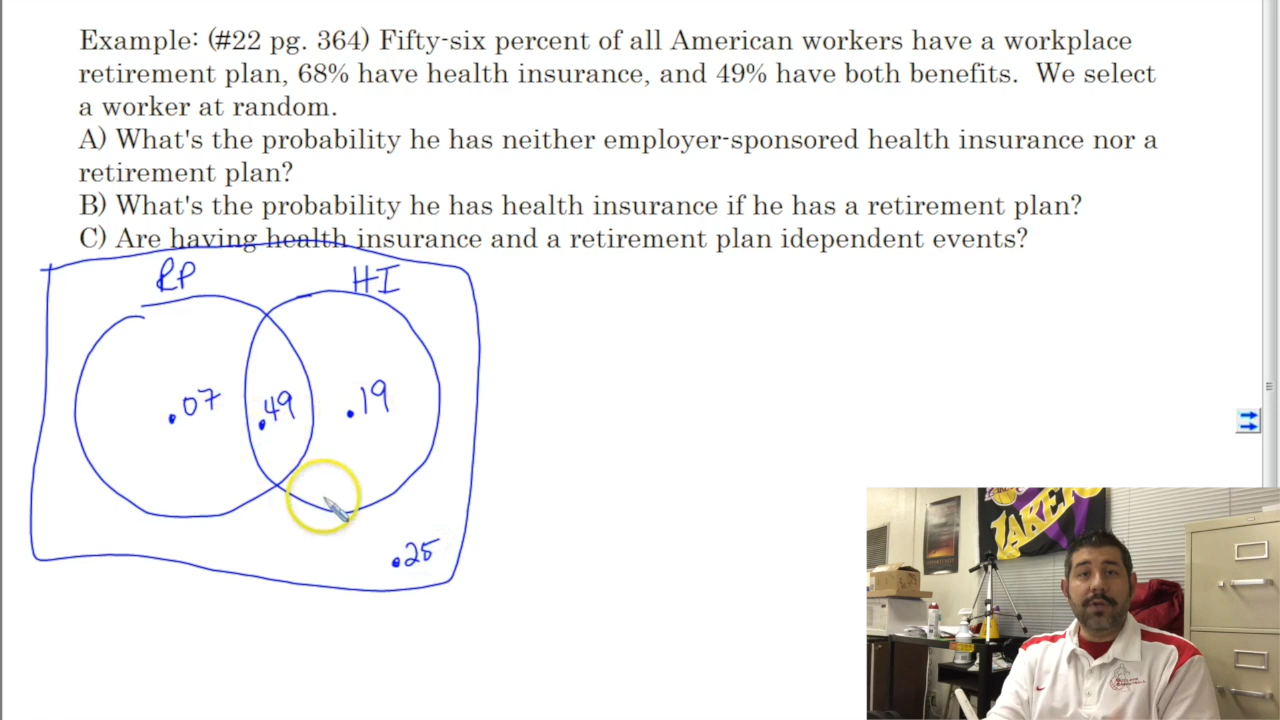 Example: (#22 pg. 364) Fifty-six percent of all American workers have a workplace
retirement plan, 68% have health insurance, and 49% have both benefits. We select
a worker at random.
A) What's the probability he has neither employer-sponsored health insurance nor a
retirement plan?
B) What's the probability he has health insurance if he has a retirement plan?
C) Are having health insurance and a retirement plan idependent events?
RP HI
.07 .49 .19
.25
LAKERS